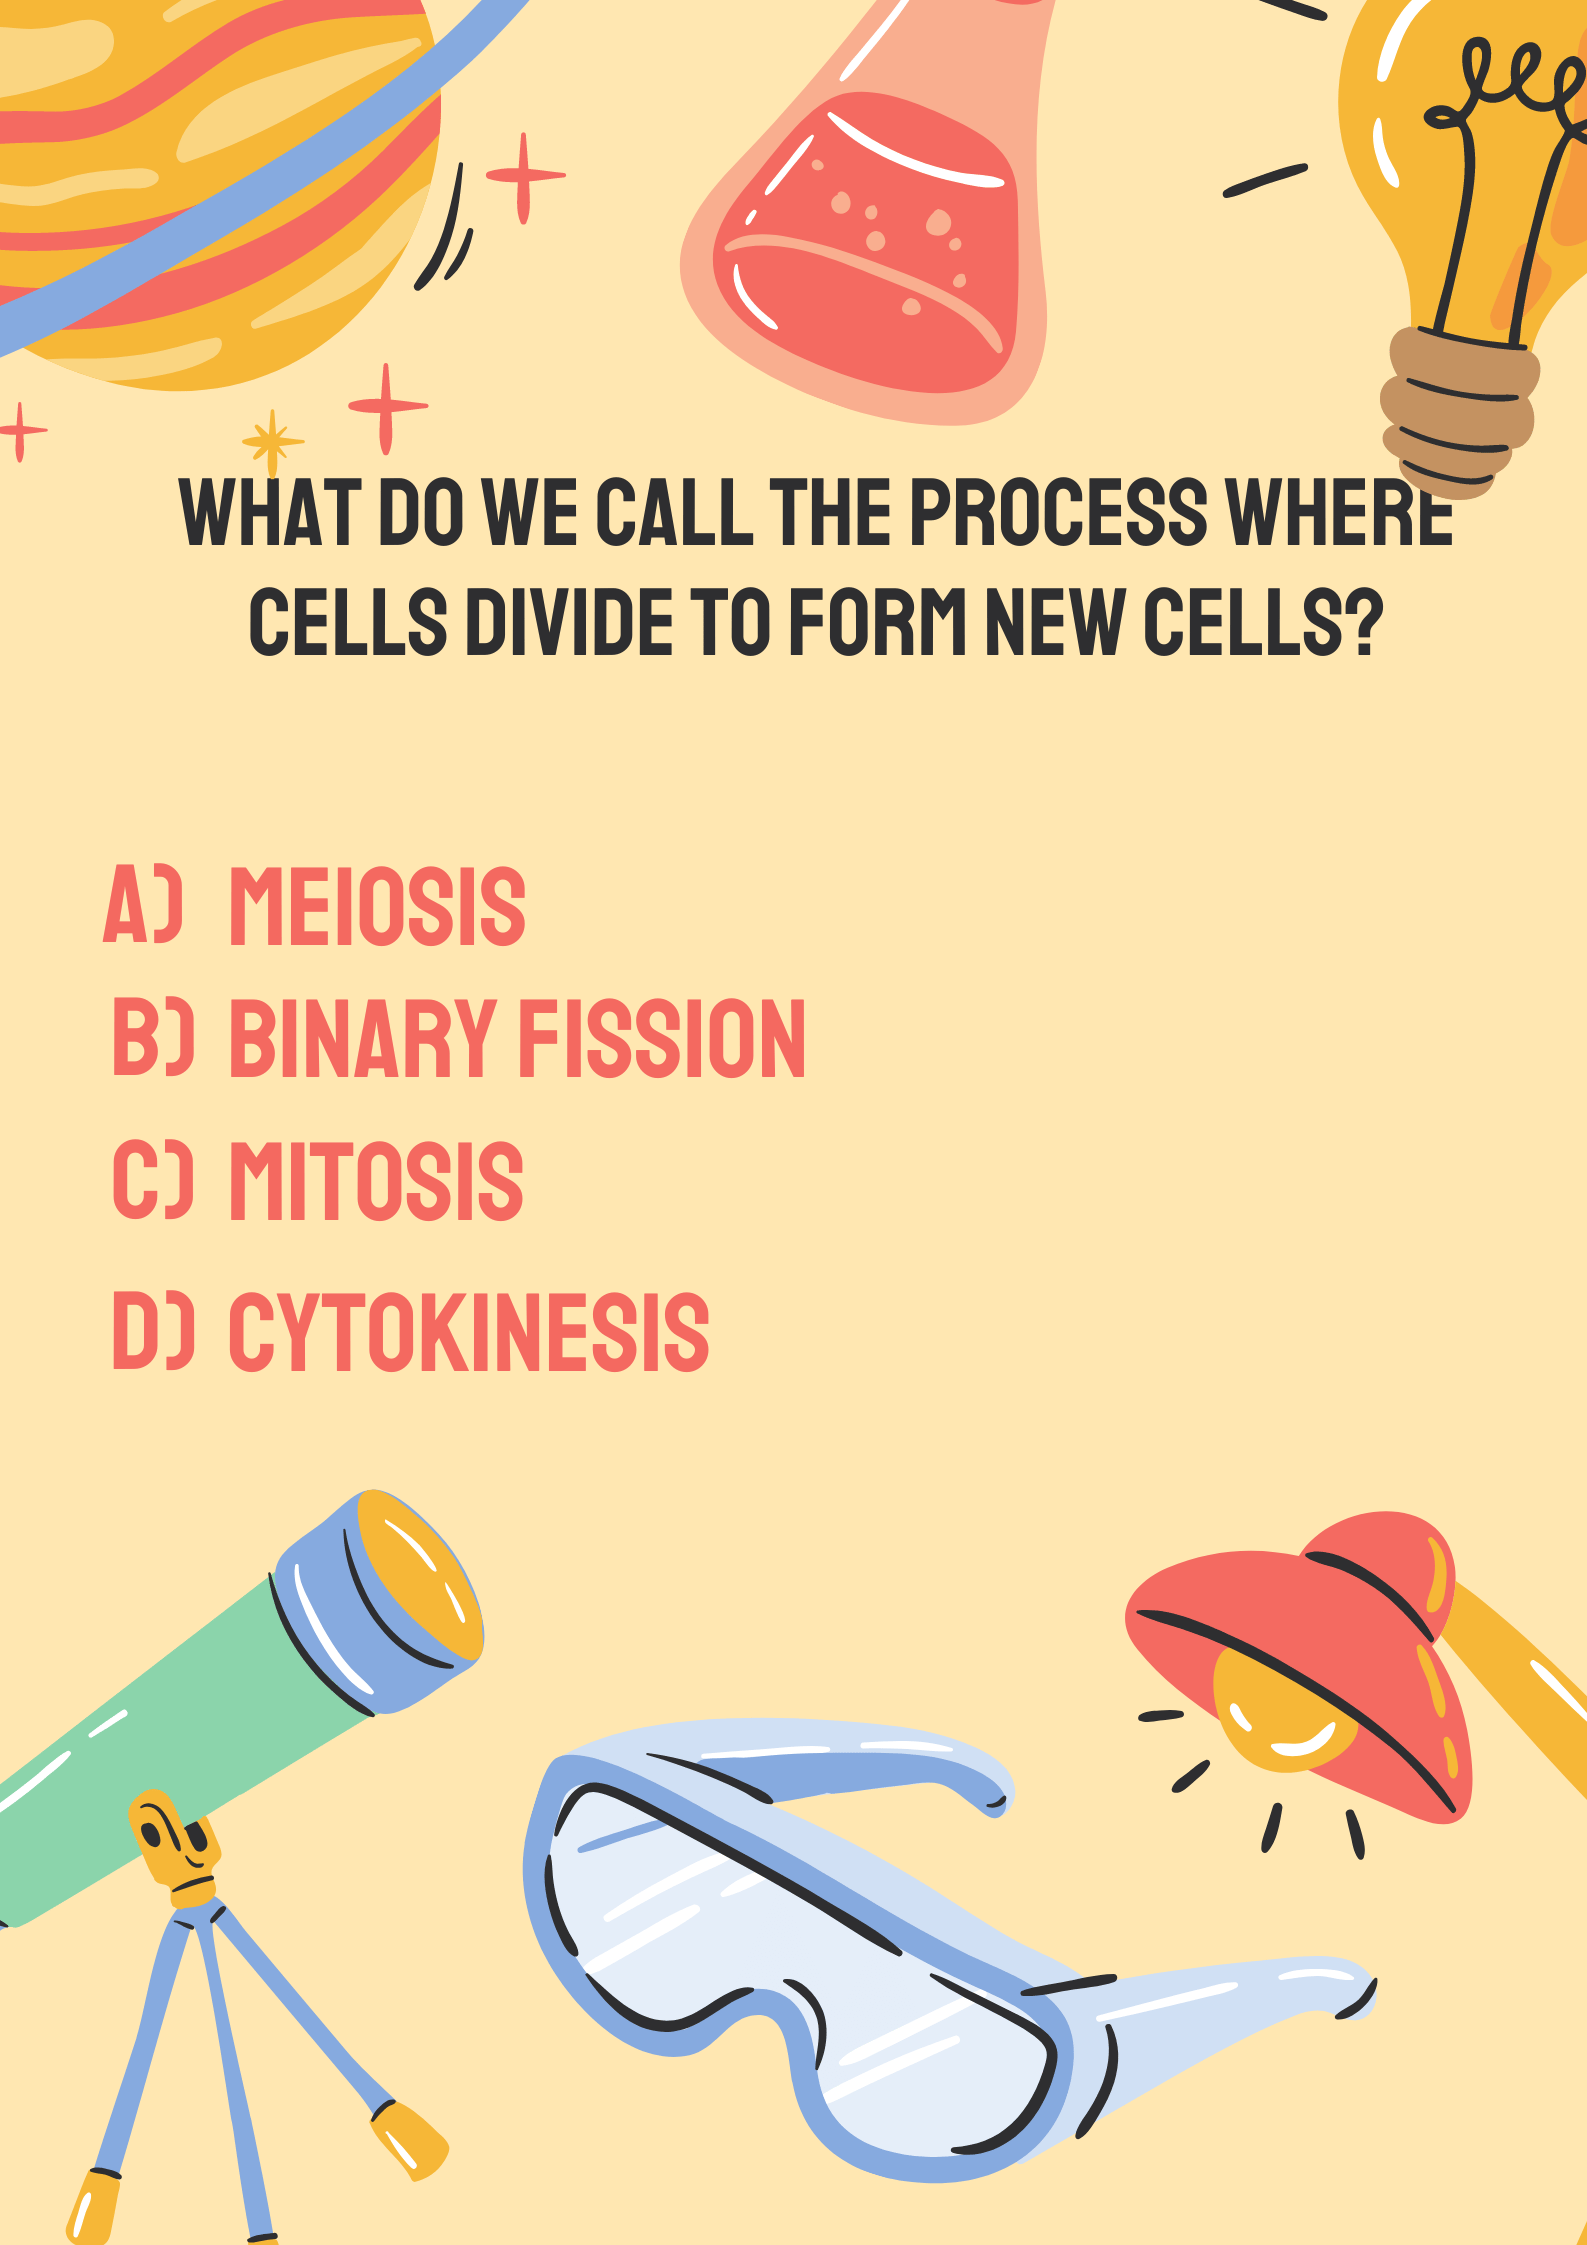 WHAT DO WE CALL THE PROCESS WHERE
CELLS DIVIDE TO FORM NEW CELLS?
A) MEIOSIS
B) BINARY FISSION
C) MITOSIS
D) CYTOKINESIS